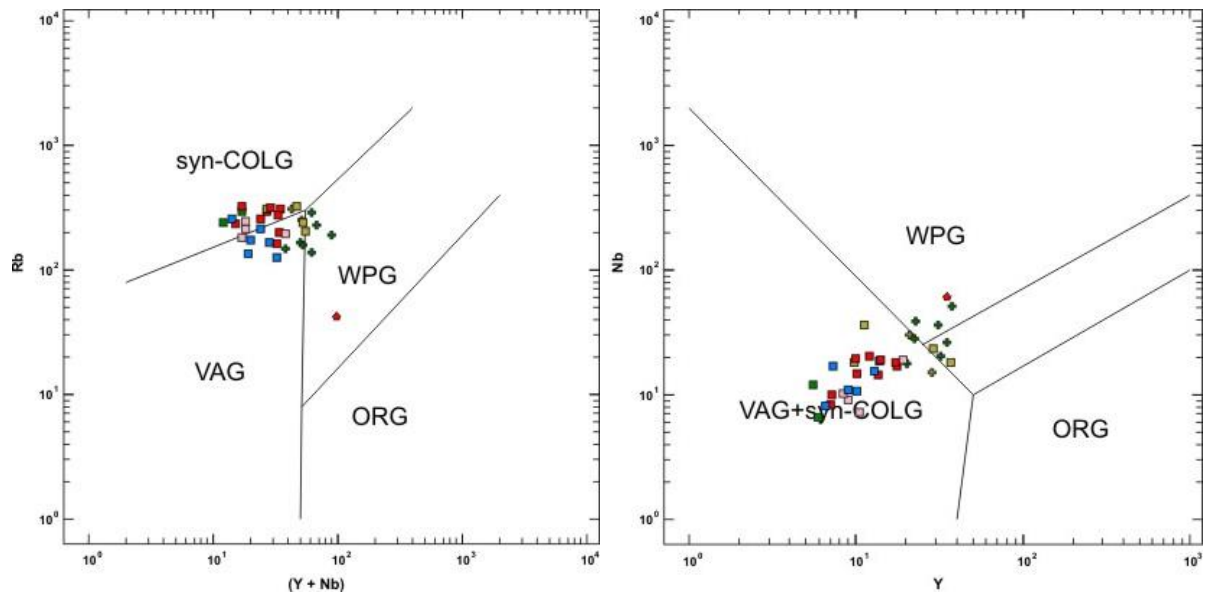 10⁴
10³
10²
10¹
10⁰
Rb
syn-COLG
WPG
VAG
ORG
10⁰ 10¹ 10² 10³ 10⁴
(Y + Nb)
10⁴
10³
10²
10¹
10⁰
Nb
WPG
VAG+syn-COLG
ORG
10⁰ 10¹ 10² 10³
Y